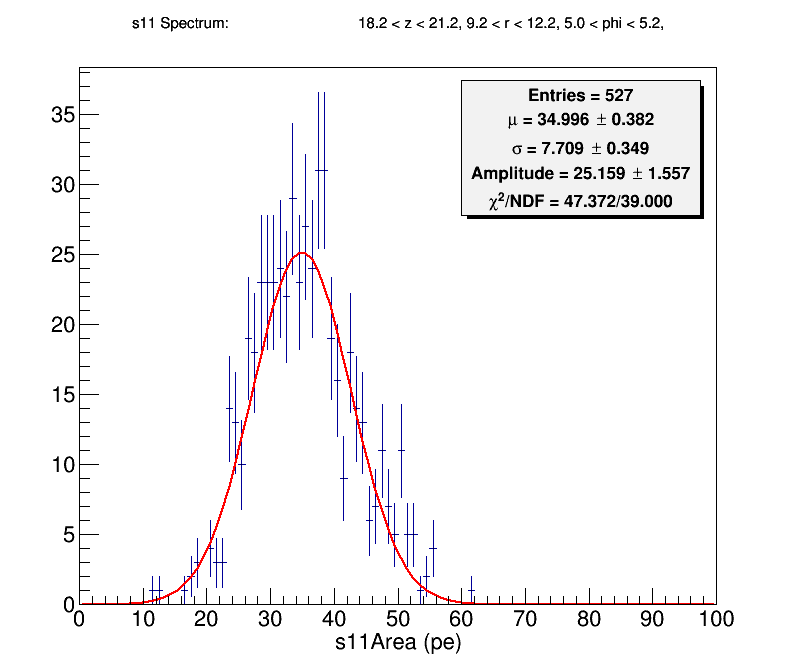 s11 Spectrum: 18.2 < z < 21.2, 9.2 < r < 12.2, 5.0 < phi < 5.2,
Entries = 527
μ = 34.996 ± 0.382
σ = 7.709 ± 0.349
Amplitude = 25.159 ± 1.557
χ²/NDF = 47.372/39.000
35
30
25
20
15
10
5
0
0 10 20 30 40 50 60 70 80 90 100
s11Area (pe)